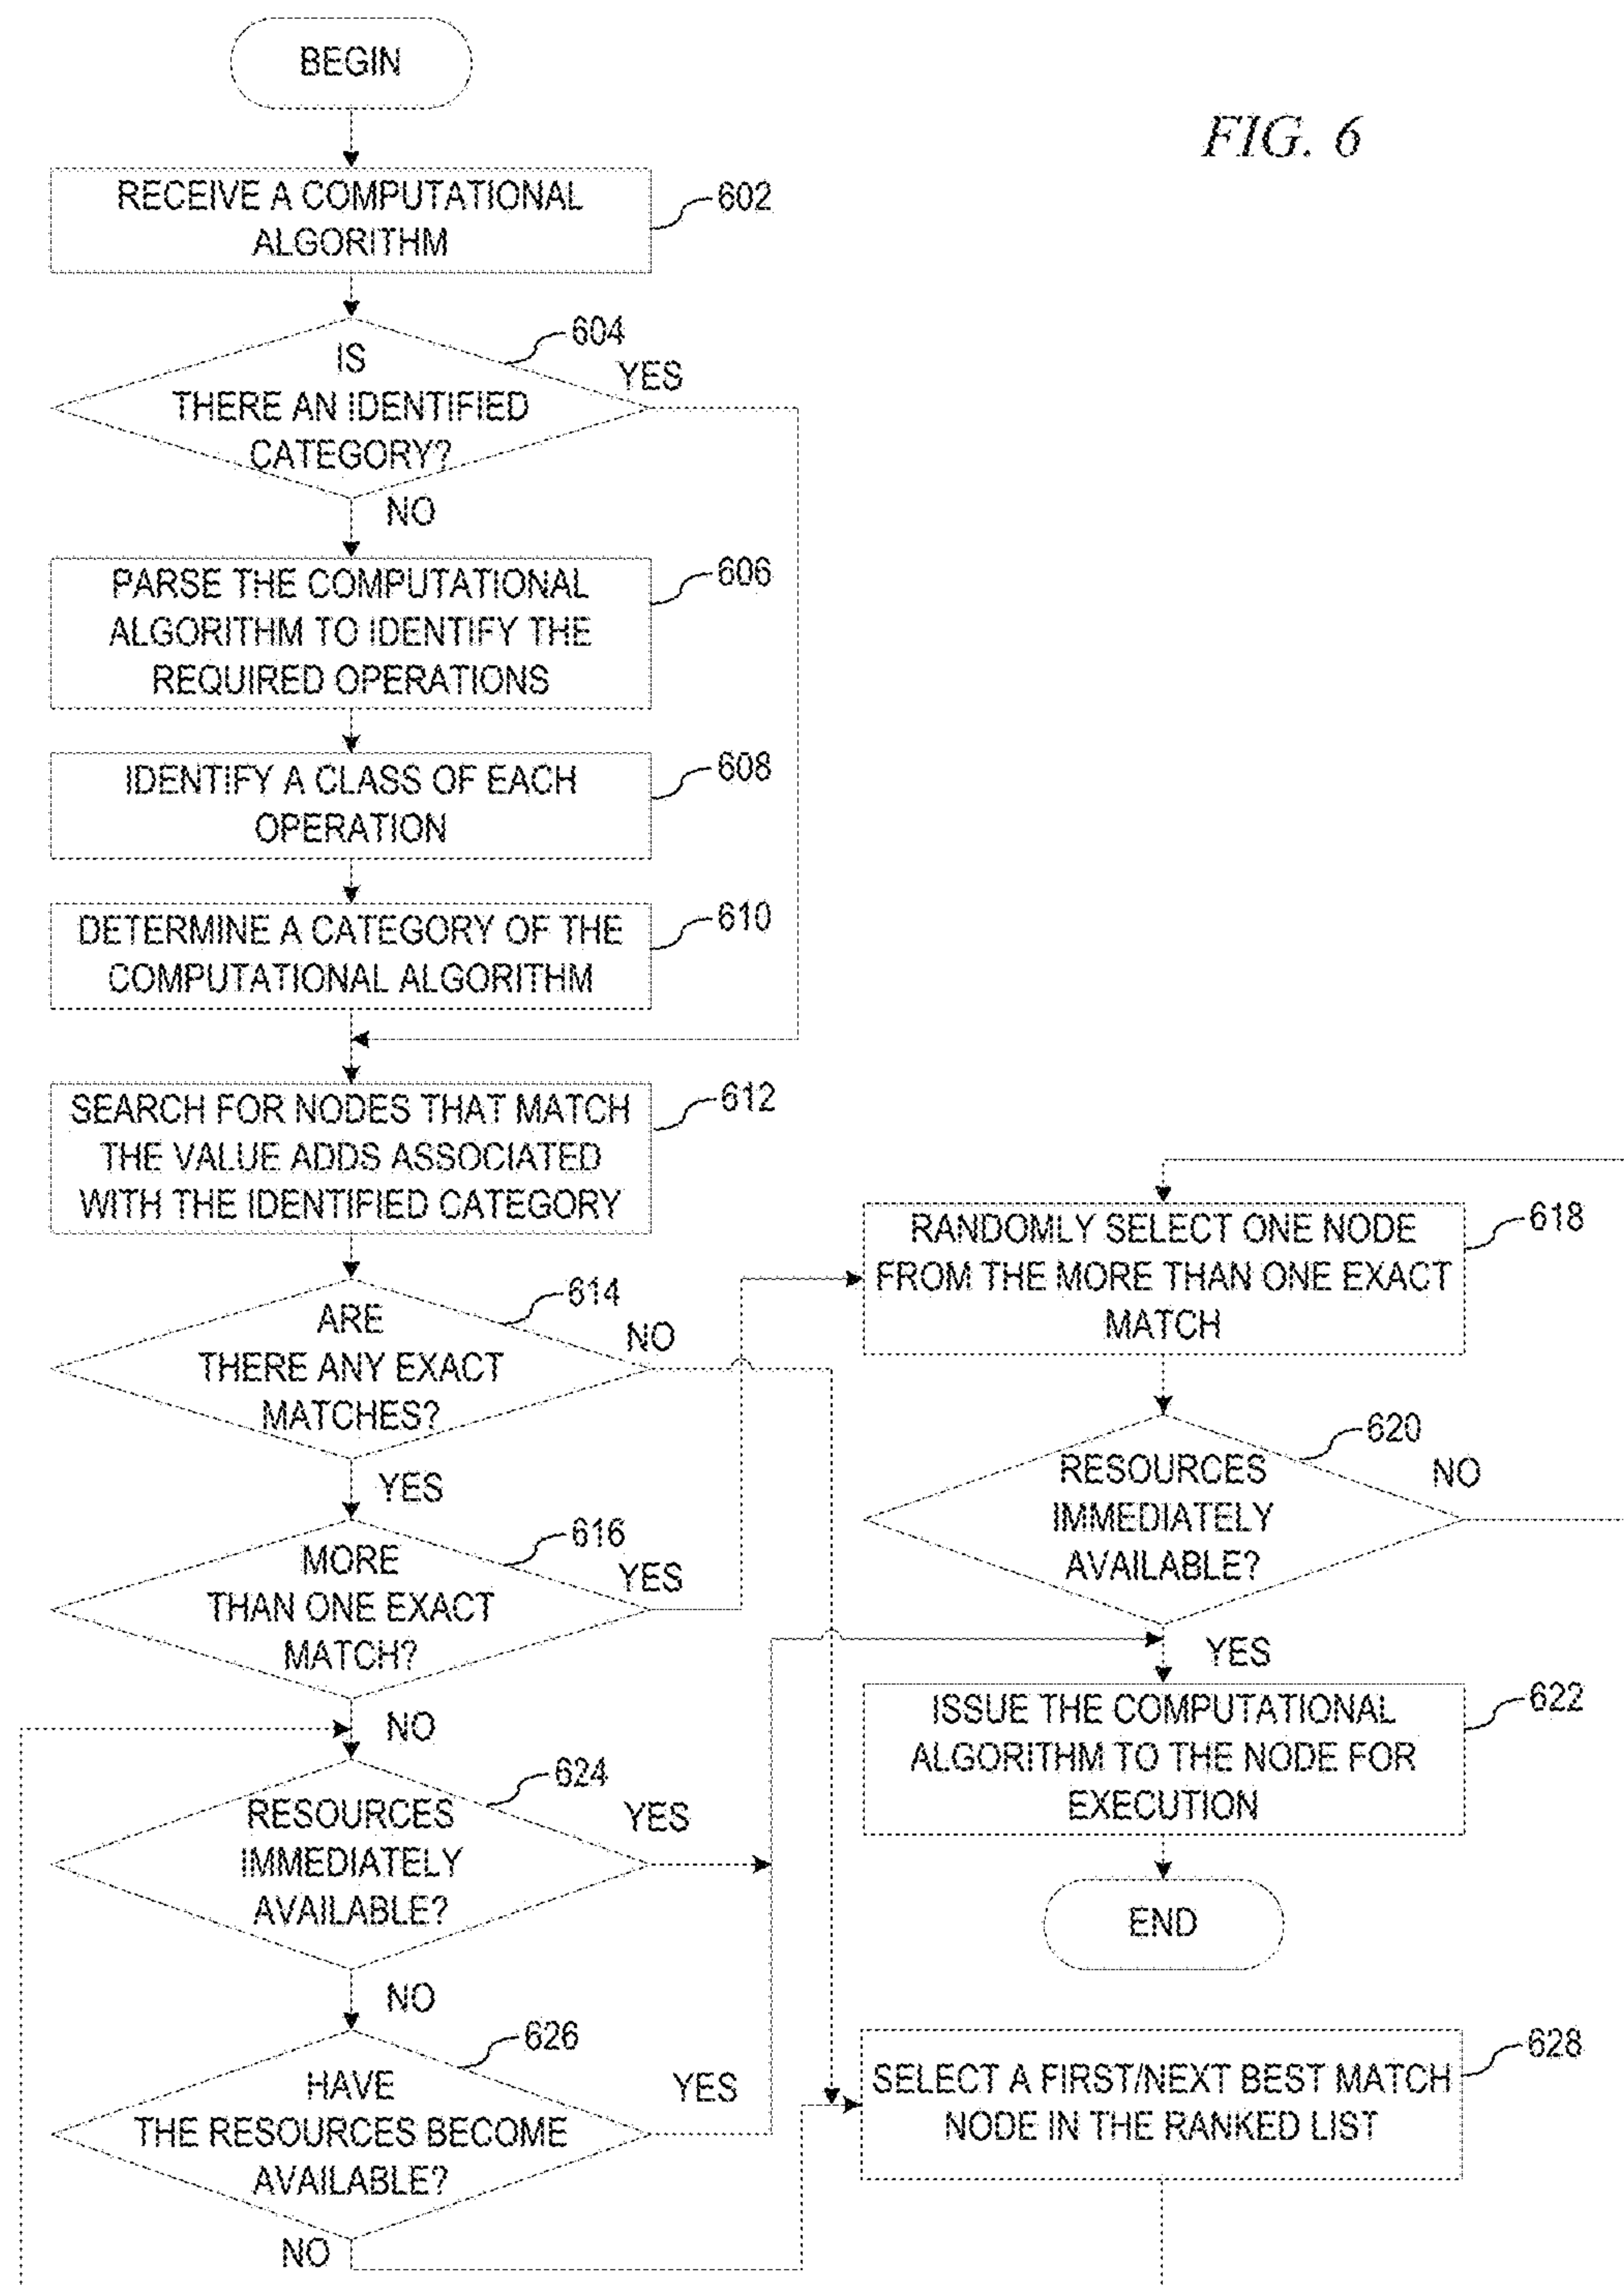 BEGIN
FIG. 6
RECEIVE A COMPUTATIONAL
ALGORITHM
602
IS
THERE AN IDENTIFIED
CATEGORY?
604
YES
NO
PARSE THE COMPUTATIONAL
ALGORITHM TO IDENTIFY THE
REQUIRED OPERATIONS
606
IDENTIFY A CLASS OF EACH
OPERATION
608
DETERMINE A CATEGORY OF THE
COMPUTATIONAL ALGORITHM
610
SEARCH FOR NODES THAT MATCH
THE VALUE ADDS ASSOCIATED
WITH THE IDENTIFIED CATEGORY
612
ARE
THERE ANY EXACT
MATCHES?
614
NO
YES
MORE
THAN ONE EXACT
MATCH?
616
YES
NO
RESOURCES
IMMEDIATELY
AVAILABLE?
624
YES
NO
HAVE
THE RESOURCES BECOME
AVAILABLE?
626
YES
NO
RANDOMLY SELECT ONE NODE
FROM THE MORE THAN ONE EXACT
MATCH
618
RESOURCES
IMMEDIATELY
AVAILABLE?
620
NO
YES
ISSUE THE COMPUTATIONAL
ALGORITHM TO THE NODE FOR
EXECUTION
622
END
SELECT A FIRST/NEXT BEST MATCH
NODE IN THE RANKED LIST
628